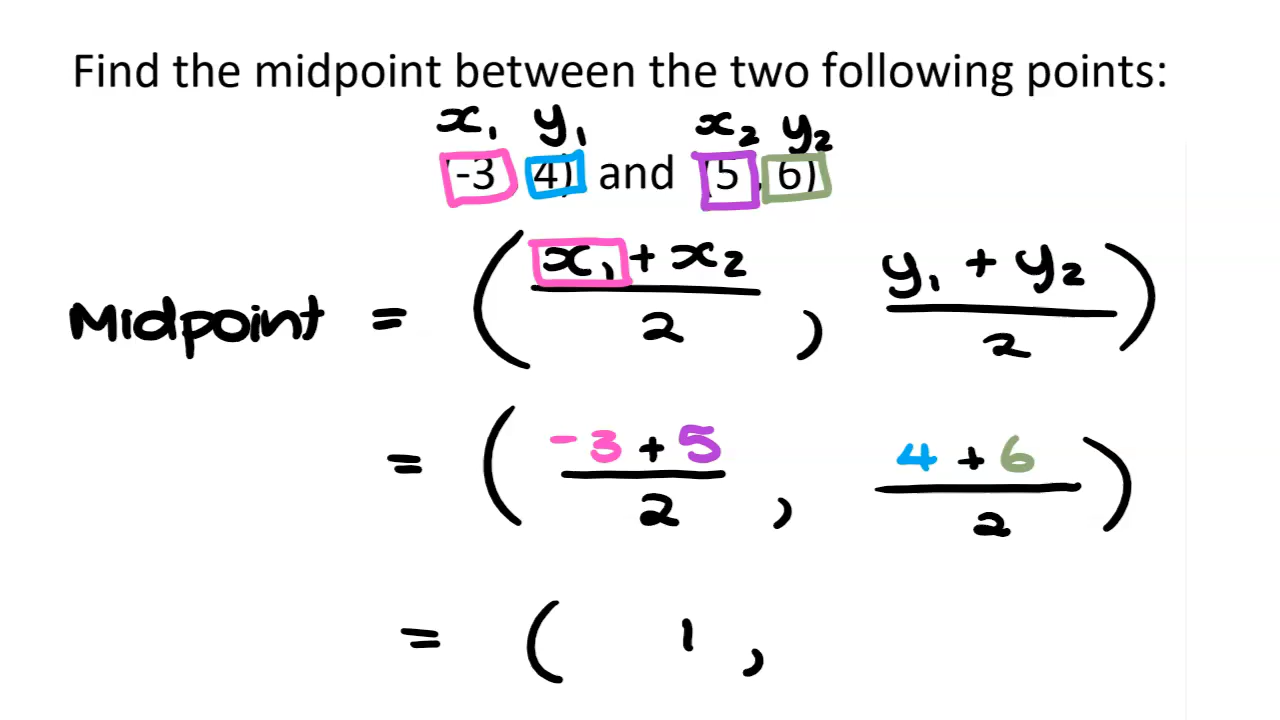 Find the midpoint between the two following points:
x₁ y₁ x₂ y₂
(-3 4) and (5, 6)
Midpoint = ( x₁ + x₂ / 2 , y₁ + y₂ / 2 )
= ( -3 + 5 / 2 , 4 + 6 / 2 )
= ( 1 ,